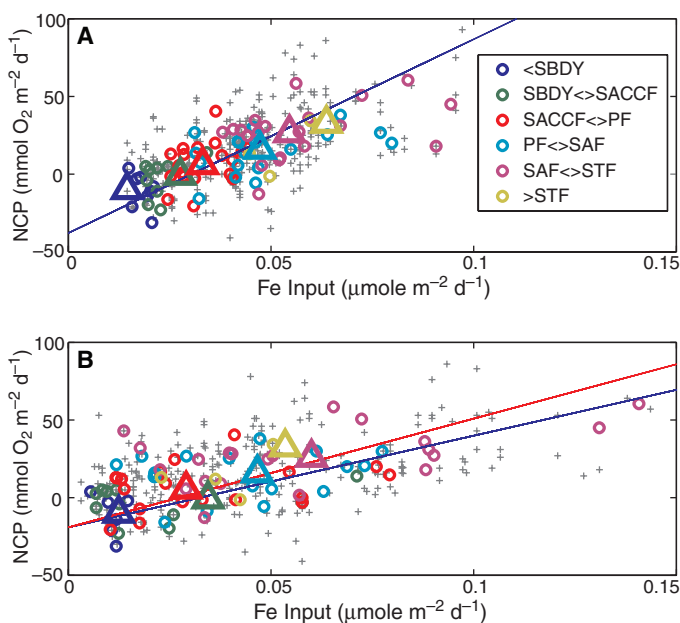 A
NCP (mmol O₂ m⁻² d⁻¹)
100
50
0
−50
<SBDY
SBDY<>SACCF
SACCF<>PF
PF<>SAF
SAF<>STF
>STF
0 0.05 0.1 0.15
Fe Input (μmole m⁻² d⁻¹)
B
NCP (mmol O₂ m⁻² d⁻¹)
100
50
0
−50
0 0.05 0.1 0.15
Fe Input (μmole m⁻² d⁻¹)